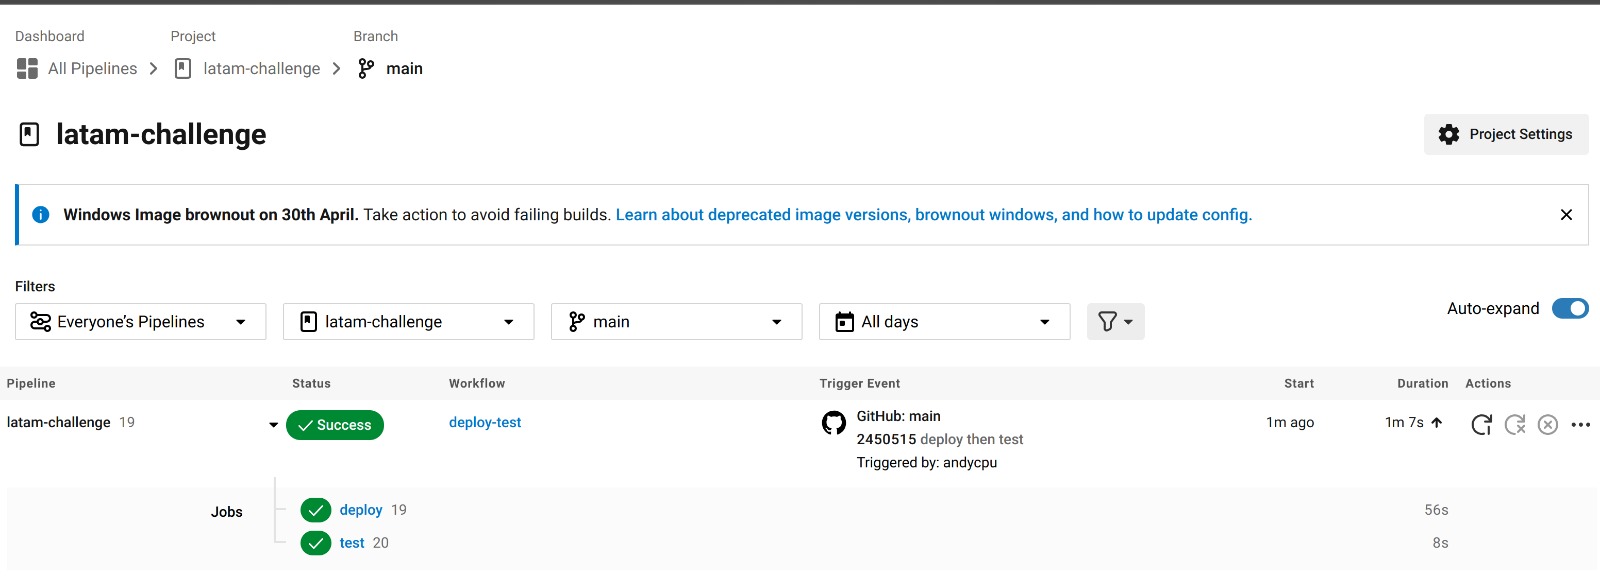 Dashboard Project Branch
All Pipelines latam-challenge main
latam-challenge
Project Settings
Windows Image brownout on 30th April. Take action to avoid failing builds. Learn about deprecated image versions, brownout windows, and how to update config.
Filters
Everyone’s Pipelines latam-challenge main All days
Auto-expand
Pipeline Status Workflow Trigger Event Start Duration Actions
latam-challenge 19 Success deploy-test GitHub: main 1m ago 1m 7s
2450515 deploy then test
Triggered by: andycpu
Jobs deploy 19 56s
test 20 8s